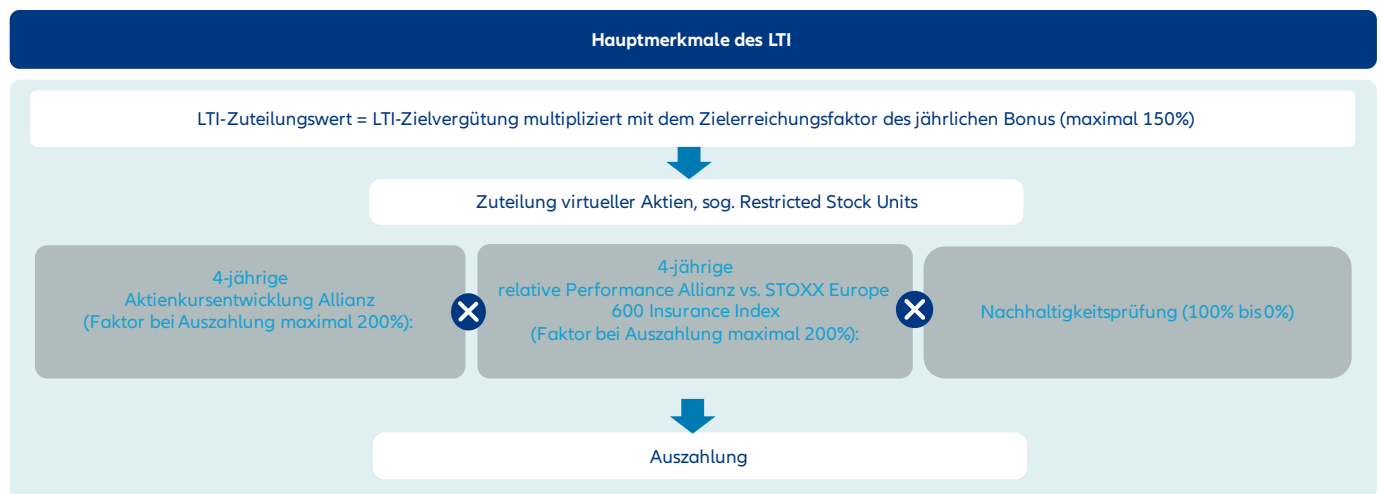 Hauptmerkmale des LTI
LTI-Zuteilungswert = LTI-Zielvergütung multipliziert mit dem Zielerreichungsfaktor des jährlichen Bonus (maximal 150%)
Zuteilung virtueller Aktien, sog. Restricted Stock Units
4-jährige
Aktienkursentwicklung Allianz
(Faktor bei Auszahlung maximal 200%):
4-jährige
relative Performance Allianz vs. STOXX Europe
600 Insurance Index
(Faktor bei Auszahlung maximal 200%):
Nachhaltigkeitsprüfung (100% bis 0%)
Auszahlung